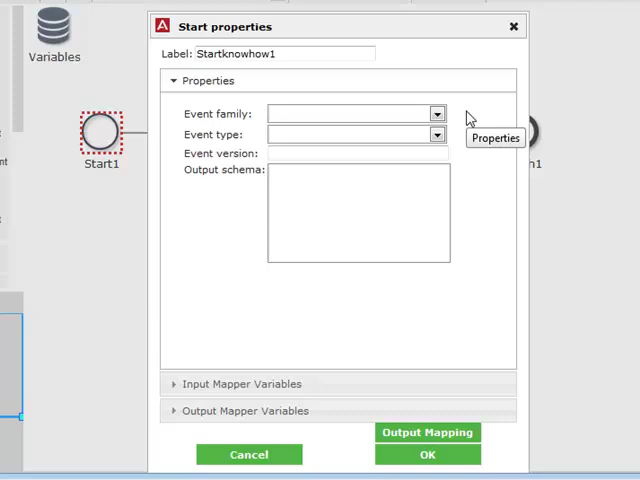 Start properties
Variables
Label: Startknowhow1
Properties
Event family:
Event type:
Properties
Event version:
Start1
Output schema:
Input Mapper Variables
Output Mapper Variables
Output Mapping
Cancel
OK